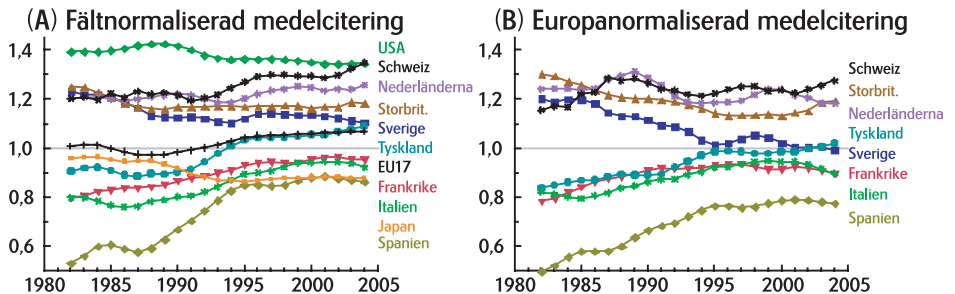 (A) Fältnormaliserad medelcitering
1,4
1,2
1,0
0,8
0,6
1980
1985
1990
1995
2000
2005
USA
Schweiz
Nederländerna
Storbrit.
Sverige
Tyskland
EU17
Frankrike
Italien
Japan
Spanien
(B) Europanormaliserad medelcitering
1,4
1,2
1,0
0,8
0,6
1980
1985
1990
1995
2000
2005
Schweiz
Storbrit.
Nederländerna
Tyskland
Sverige
Frankrike
Italien
Spanien